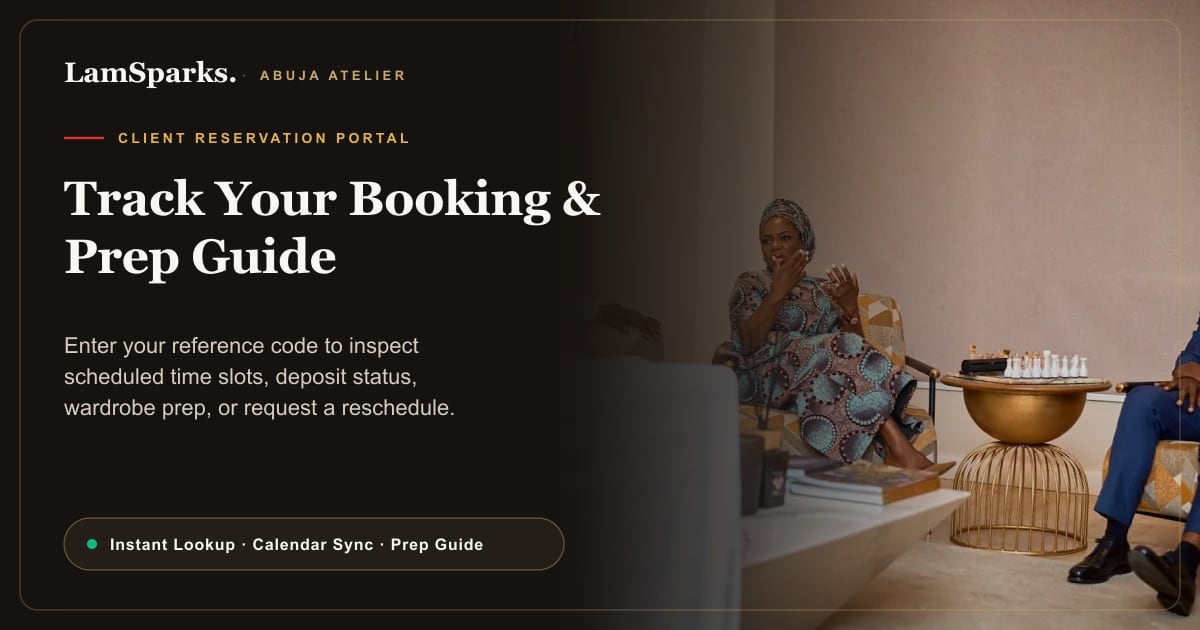 LamSparks. · ABUJA ATELIER
CLIENT RESERVATION PORTAL
Track Your Booking &
Prep Guide
Enter your reference code to inspect
scheduled time slots, deposit status,
wardrobe prep, or request a reschedule.
Instant Lookup · Calendar Sync · Prep Guide